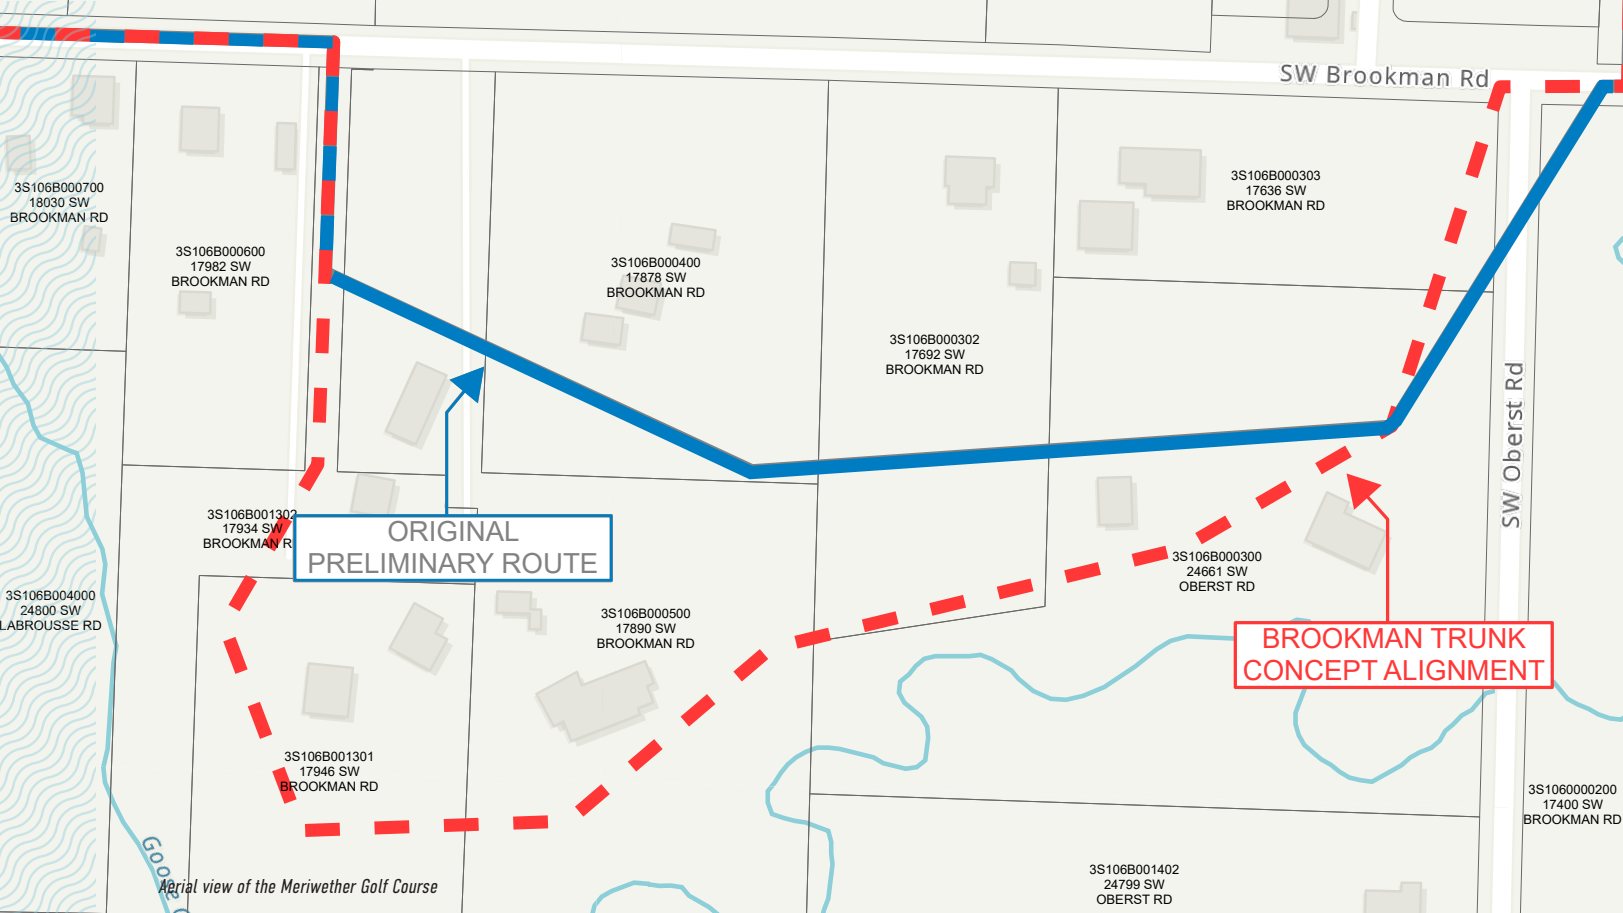 SW Brookman Rd
3S106B000700
18030 SW
BROOKMAN RD
3S106B000600
17982 SW
BROOKMAN RD
3S106B000400
17878 SW
BROOKMAN RD
3S106B000303
17636 SW
BROOKMAN RD
3S106B000302
17692 SW
BROOKMAN RD
SW Oberst Rd
3S106B001302
17934 SW
BROOKMAN R
ORIGINAL
PRELIMINARY ROUTE
3S106B000300
24661 SW
OBERST RD
3S106B004000
24800 SW
LABROUSSE RD
3S106B000500
17890 SW
BROOKMAN RD
BROOKMAN TRUNK
CONCEPT ALIGNMENT
3S106B001301
17946 SW
BROOKMAN RD
3S1060000200
17400 SW
BROOKMAN RD
Goose C
Aerial view of the Meriwether Golf Course
3S106B001402
24799 SW
OBERST RD